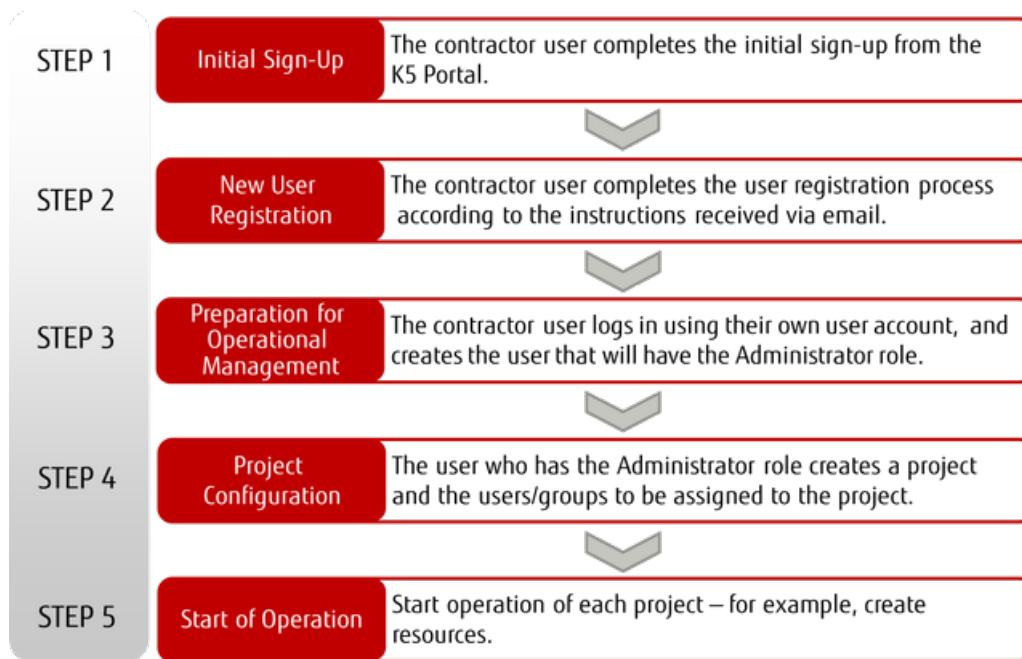 STEP 1
Initial Sign-Up
The contractor user completes the initial sign-up from the
K5 Portal.
STEP 2
New User
Registration
The contractor user completes the user registration process
according to the instructions received via email.
STEP 3
Preparation for
Operational
Management
The contractor user logs in using their own user account, and
creates the user that will have the Administrator role.
STEP 4
Project
Configuration
The user who has the Administrator role creates a project
and the users/groups to be assigned to the project.
STEP 5
Start of Operation
Start operation of each project – for example, create
resources.